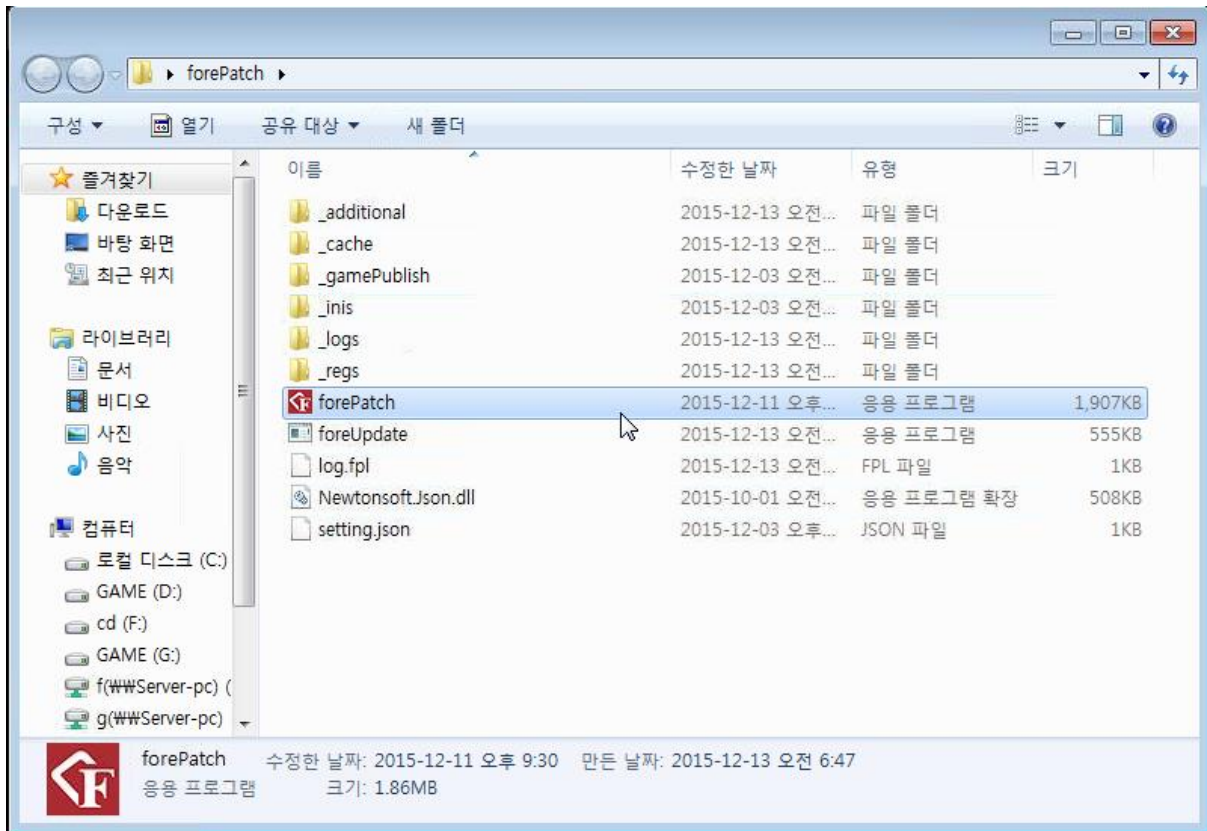 forePatch
구성 열기 공유 대상 새 폴더
즐겨찾기
다운로드
바탕 화면
최근 위치
라이브러리
문서
비디오
사진
음악
컴퓨터
로컬 디스크 (C:)
GAME (D:)
cd (F:)
GAME (G:)
f(₩₩Server-pc) (
g(₩₩Server-pc)
이름 수정한 날짜 유형 크기
_additional 2015-12-13 오전... 파일 폴더
_cache 2015-12-13 오전... 파일 폴더
_gamePublish 2015-12-03 오전... 파일 폴더
_inis 2015-12-03 오전... 파일 폴더
_logs 2015-12-13 오전... 파일 폴더
_regs 2015-12-13 오전... 파일 폴더
forePatch 2015-12-11 오후... 응용 프로그램 1,907KB
foreUpdate 2015-12-13 오전... 응용 프로그램 555KB
log.fpl 2015-12-13 오전... FPL 파일 1KB
Newtonsoft.Json.dll 2015-10-01 오전... 응용 프로그램 확장 508KB
setting.json 2015-12-03 오후... JSON 파일 1KB
F
forePatch 수정한 날짜: 2015-12-11 오후 9:30 만든 날짜: 2015-12-13 오전 6:47
응용 프로그램 크기: 1.86MB